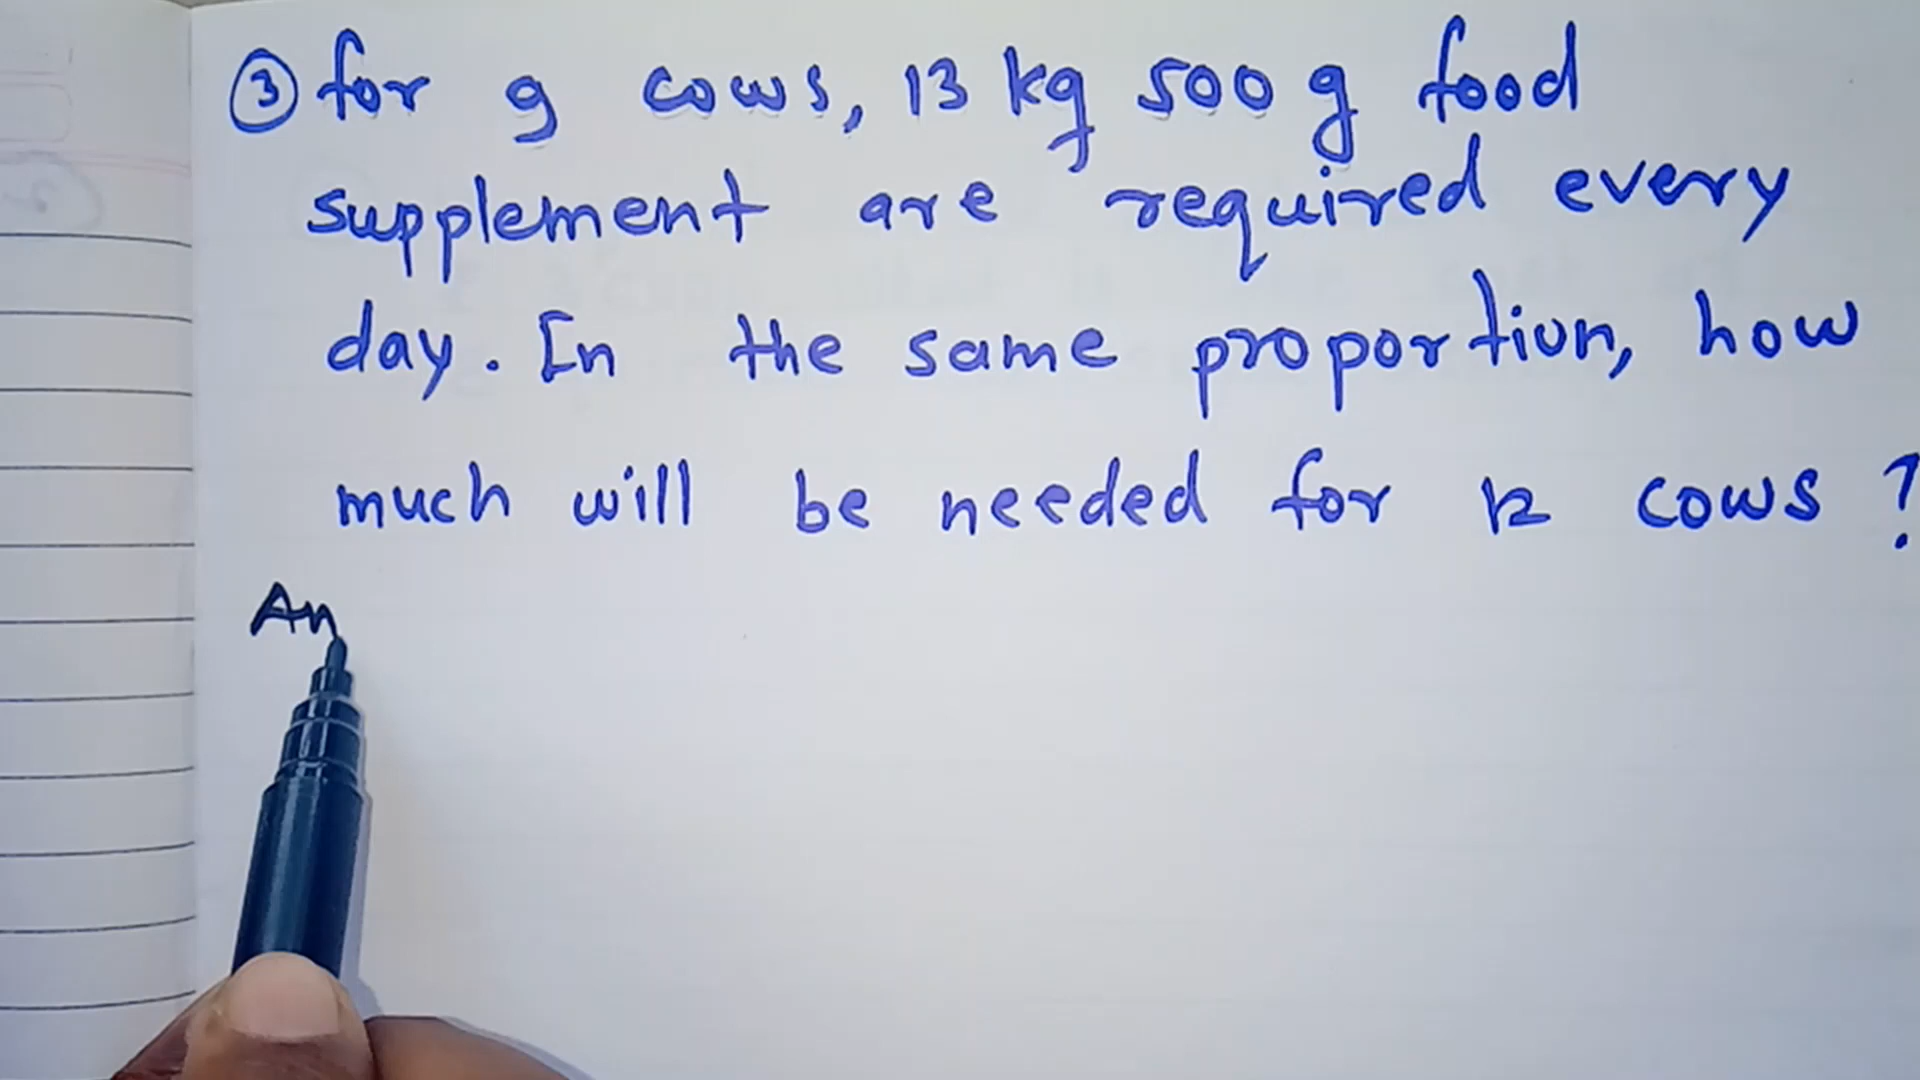 ③ for 9 cows, 13 kg 500 g food
supplement are required every
day. In the same proportion, how
much will be needed for 12 cows ?
An